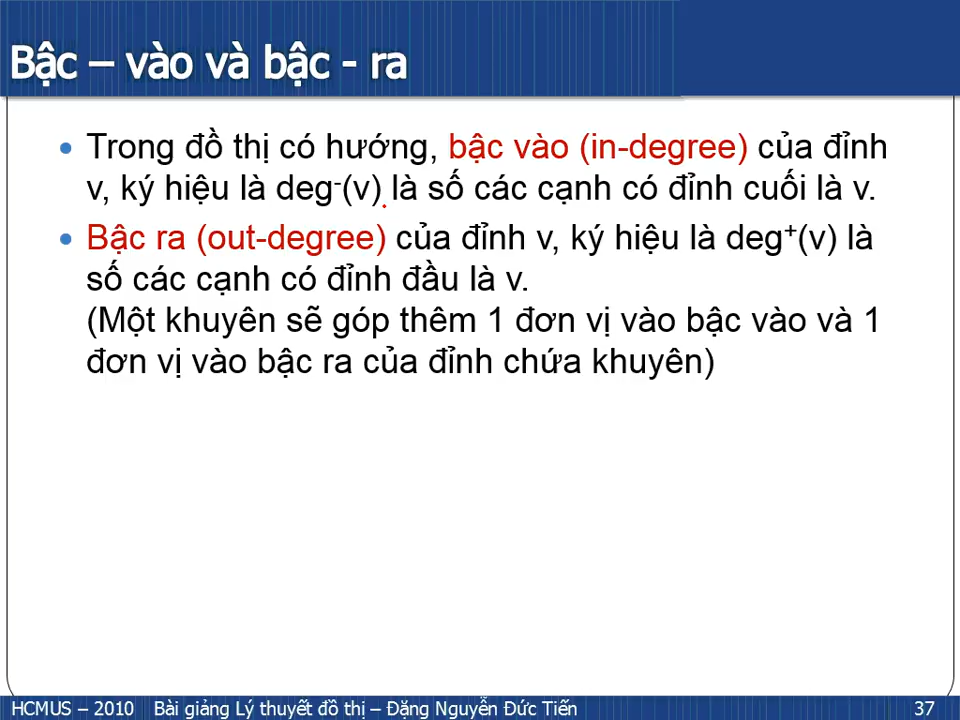 Bậc – vào và bậc - ra
• Trong đồ thị có hướng, bậc vào (in-degree) của đỉnh
v, ký hiệu là deg⁻(v) là số các cạnh có đỉnh cuối là v.
• Bậc ra (out-degree) của đỉnh v, ký hiệu là deg⁺(v) là
số các cạnh có đỉnh đầu là v.
(Một khuyên sẽ góp thêm 1 đơn vị vào bậc vào và 1
đơn vị vào bậc ra của đỉnh chứa khuyên)
HCMUS – 2010 Bài giảng Lý thuyết đồ thị – Đặng Nguyễn Đức Tiến 37